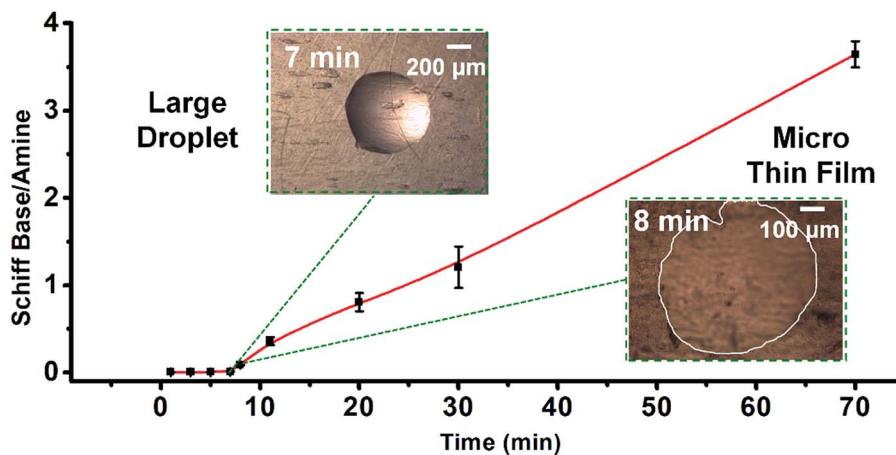 4
3
2
1
0
Schiff Base/Amine
Large
Droplet
7 min
200 µm
Micro
Thin Film
8 min
100 µm
0
10
20
30
40
50
60
70
Time (min)